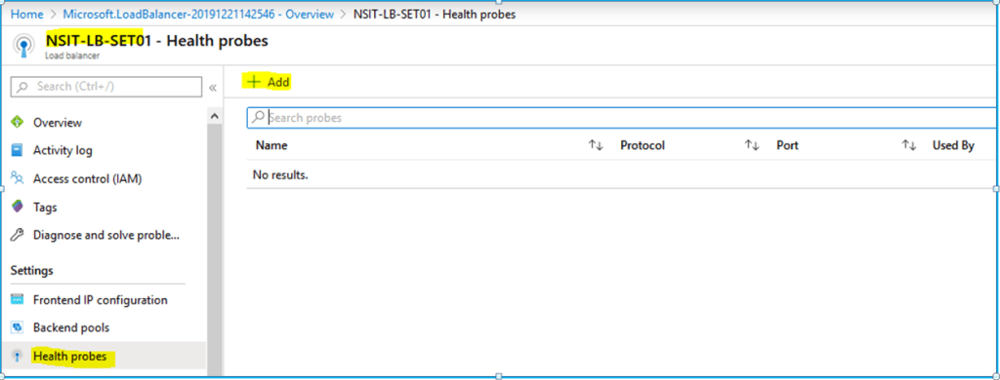 Home > Microsoft.LoadBalancer-20191221142546 - Overview > NSIT-LB-SET01 - Health probes
NSIT-LB-SET01 - Health probes
Load balancer
Search (Ctrl+/)
«
Overview
Activity log
Access control (IAM)
Tags
Diagnose and solve proble...
Settings
Frontend IP configuration
Backend pools
Health probes
+ Add
Search probes
Name ↑↓ Protocol ↑↓ Port ↑↓ Used By
No results.